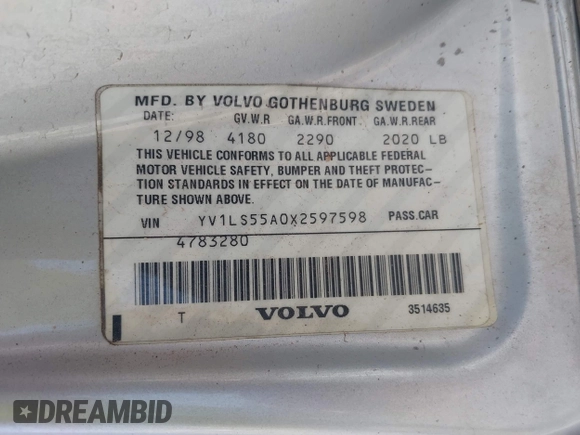 MFD. BY VOLVO GOTHENBURG SWEDEN
DATE: GV.W.R GA.W.R.FRONT. GA.W.R.REAR
12/98 4180 2290 2020 LB
THIS VEHICLE CONFORMS TO ALL APPLICABLE FEDERAL
MOTOR VEHICLE SAFETY, BUMPER AND THEFT PROTEC-
TION STANDARDS IN EFFECT ON THE DATE OF MANUFAC-
TURE SHOWN ABOVE.
VIN YV1LS55A0X2597598 PASS.CAR
4783280
T VOLVO 3514635
DREAMBID